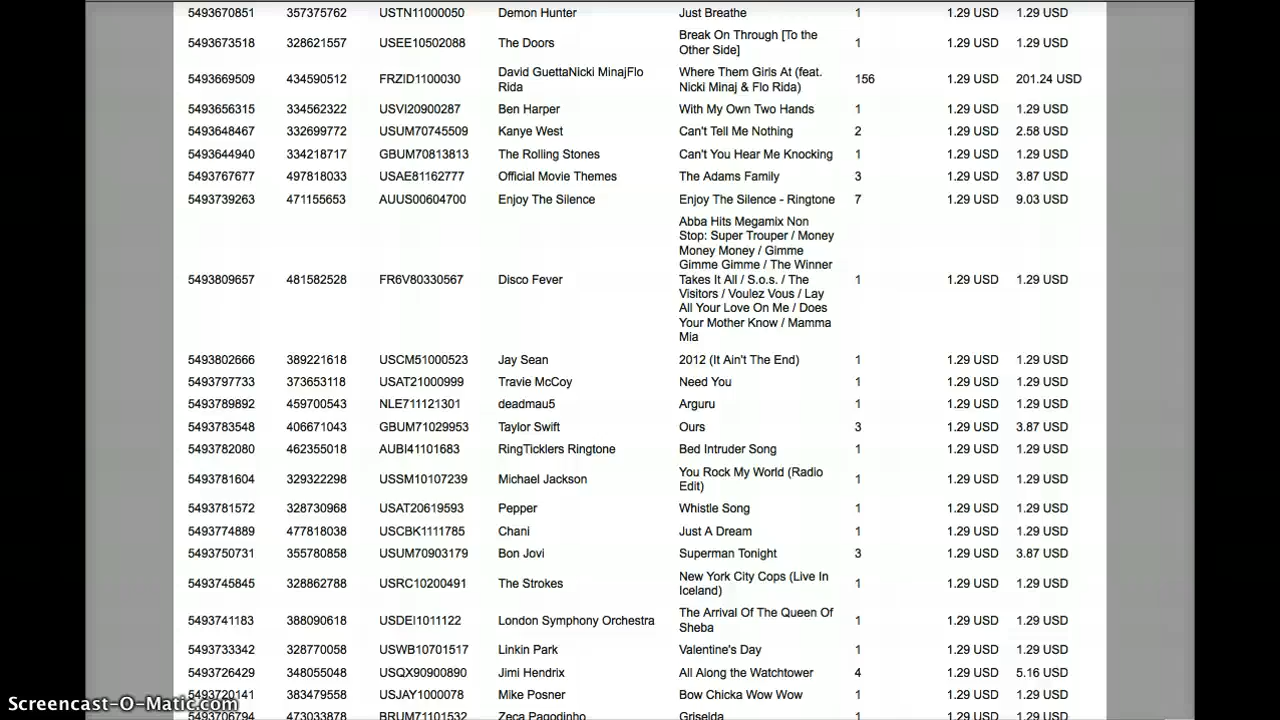 5493670851 357375762 USTN11000050 Demon Hunter Just Breathe 1 1.29 USD 1.29 USD
5493673518 328621557 USEE10502088 The Doors Break On Through [To the
Other Side] 1 1.29 USD 1.29 USD
5493669509 434590512 FRZID1100030 David GuettaNicki MinajFlo
Rida Where Them Girls At (feat.
Nicki Minaj & Flo Rida) 156 1.29 USD 201.24 USD
5493656315 334562322 USVI20900287 Ben Harper With My Own Two Hands 1 1.29 USD 1.29 USD
5493648467 332699772 USUM70745509 Kanye West Can't Tell Me Nothing 2 1.29 USD 2.58 USD
5493644940 334218717 GBUM70813813 The Rolling Stones Can't You Hear Me Knocking 1 1.29 USD 1.29 USD
5493767677 497818033 USAE81162777 Official Movie Themes The Adams Family 3 1.29 USD 3.87 USD
5493739263 471155653 AUUS00604700 Enjoy The Silence Enjoy The Silence - Ringtone 7 1.29 USD 9.03 USD
Abba Hits Megamix Non
Stop: Super Trouper / Money
Money Money / Gimme
Gimme Gimme / The Winner
5493809657 481582528 FR6V80330567 Disco Fever Takes It All / S.o.s. / The 1 1.29 USD 1.29 USD
Visitors / Voulez Vous / Lay
All Your Love On Me / Does
Your Mother Know / Mamma
Mia
5493802666 389221618 USCM51000523 Jay Sean 2012 (It Ain't The End) 1 1.29 USD 1.29 USD
5493797733 373653118 USAT21000999 Travie McCoy Need You 1 1.29 USD 1.29 USD
5493789892 459700543 NLE711121301 deadmau5 Arguru 1 1.29 USD 1.29 USD
5493783548 406671043 GBUM71029953 Taylor Swift Ours 3 1.29 USD 3.87 USD
5493782080 462355018 AUBI41101683 RingTicklers Ringtone Bed Intruder Song 1 1.29 USD 1.29 USD
5493781604 329322298 USSM10107239 Michael Jackson You Rock My World (Radio
Edit) 1 1.29 USD 1.29 USD
5493781572 328730968 USAT20619593 Pepper Whistle Song 1 1.29 USD 1.29 USD
5493774889 477818038 USCBK1111785 Chani Just A Dream 1 1.29 USD 1.29 USD
5493750731 355780858 USUM70903179 Bon Jovi Superman Tonight 3 1.29 USD 3.87 USD
5493745845 328862788 USRC10200491 The Strokes New York City Cops (Live In
Iceland) 1 1.29 USD 1.29 USD
5493741183 388090618 USDEI1011122 London Symphony Orchestra The Arrival Of The Queen Of
Sheba 1 1.29 USD 1.29 USD
5493733342 328770058 USWB10701517 Linkin Park Valentine's Day 1 1.29 USD 1.29 USD
5493726429 348055048 USQX90900890 Jimi Hendrix All Along the Watchtower 4 1.29 USD 5.16 USD
5493720141 383479558 USJAY1000078 Mike Posner Bow Chicka Wow Wow 1 1.29 USD 1.29 USD
5493706794 473033878 BRUM71101532 Zeca Pagodinho Griselda 1 1.29 USD 1.29 USD
Screencast-O-Matic.com